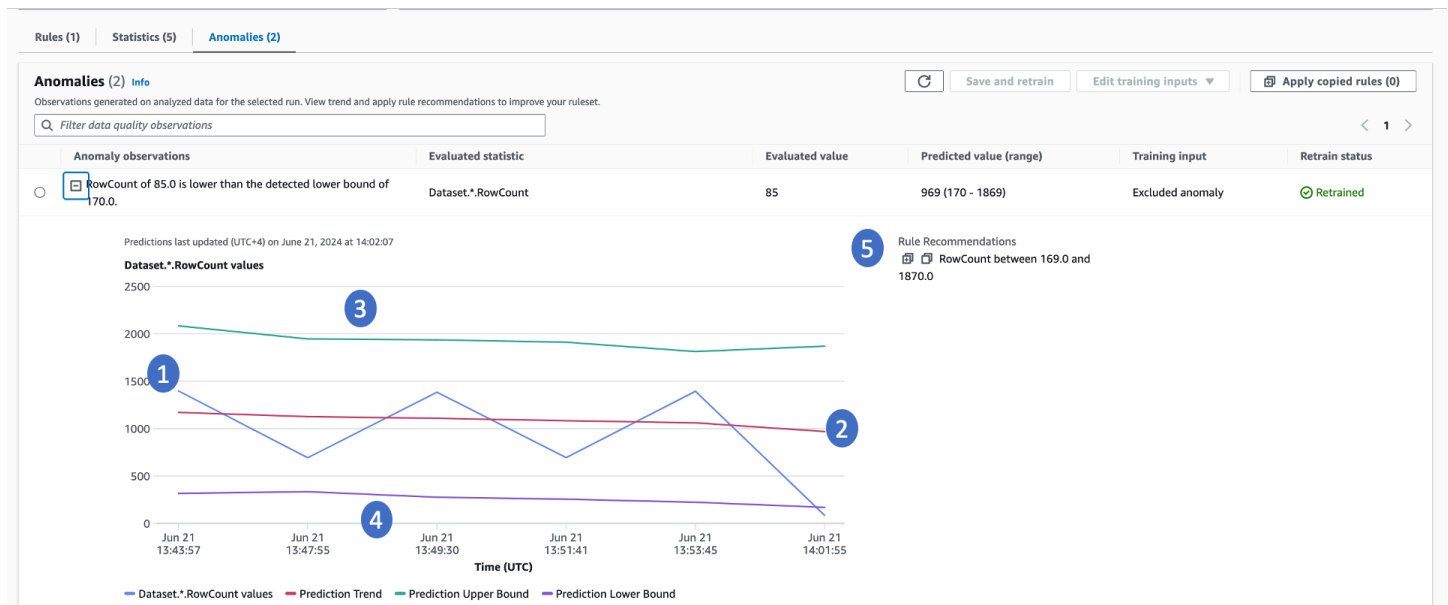 Rules (1) Statistics (5) Anomalies (2)
Anomalies (2) Info
Save and retrain Edit training inputs ▼ Apply copied rules (0)
Observations generated on analyzed data for the selected run. View trend and apply rule recommendations to improve your ruleset.
Filter data quality observations
< 1 >
Anomaly observations Evaluated statistic Evaluated value Predicted value (range) Training input Retrain status
RowCount of 85.0 is lower than the detected lower bound of
170.0.
Dataset.*.RowCount 85 969 (170 - 1869) Excluded anomaly Retrained
Predictions last updated (UTC+4) on June 21, 2024 at 14:02:07
Dataset.*.RowCount values
5
Rule Recommendations
RowCount between 169.0 and
1870.0
2500
3
2000
1
1500
1000
2
500
4
0
Jun 21 Jun 21 Jun 21 Jun 21 Jun 21 Jun 21
13:43:57 13:47:55 13:49:30 13:51:41 13:53:45 14:01:55
Time (UTC)
Dataset.*.RowCount values Prediction Trend Prediction Upper Bound Prediction Lower Bound